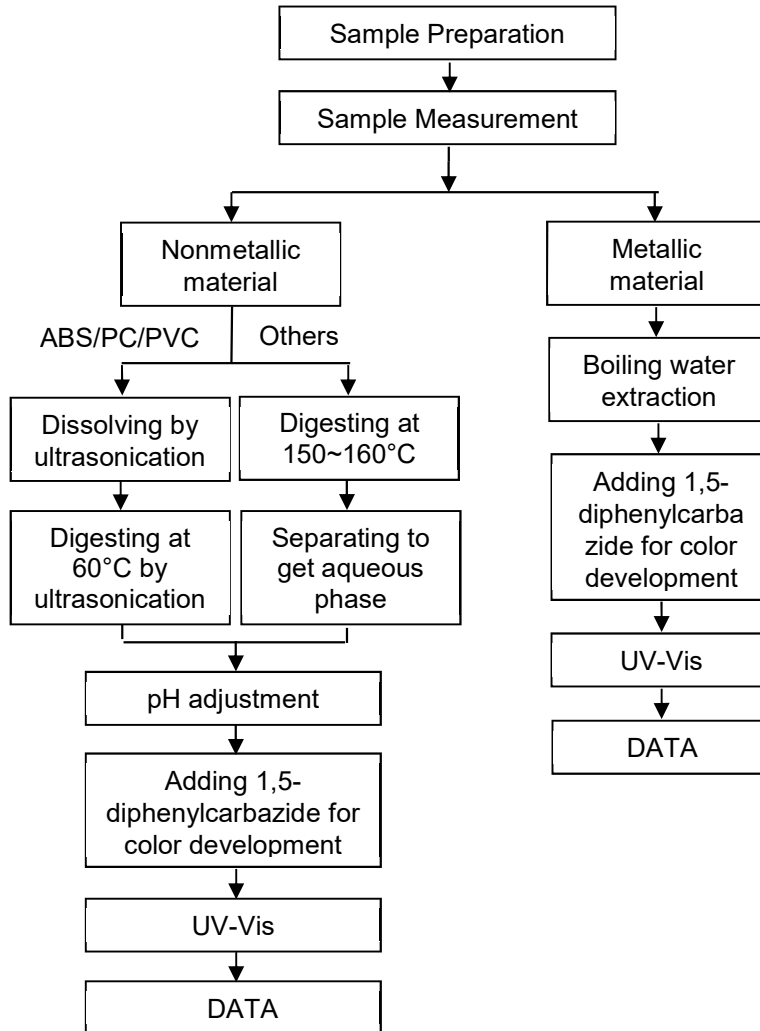 Sample Preparation
Sample Measurement
Nonmetallic
material
Metallic
material
ABS/PC/PVC
Others
Boiling water
extraction
Dissolving by
ultrasonication
Digesting at
150~160°C
Adding 1,5-
diphenylcarba
zide for color
development
Digesting at
60°C by
ultrasonication
Separating to
get aqueous
phase
UV-Vis
pH adjustment
DATA
Adding 1,5-
diphenylcarbazide for
color development
UV-Vis
DATA